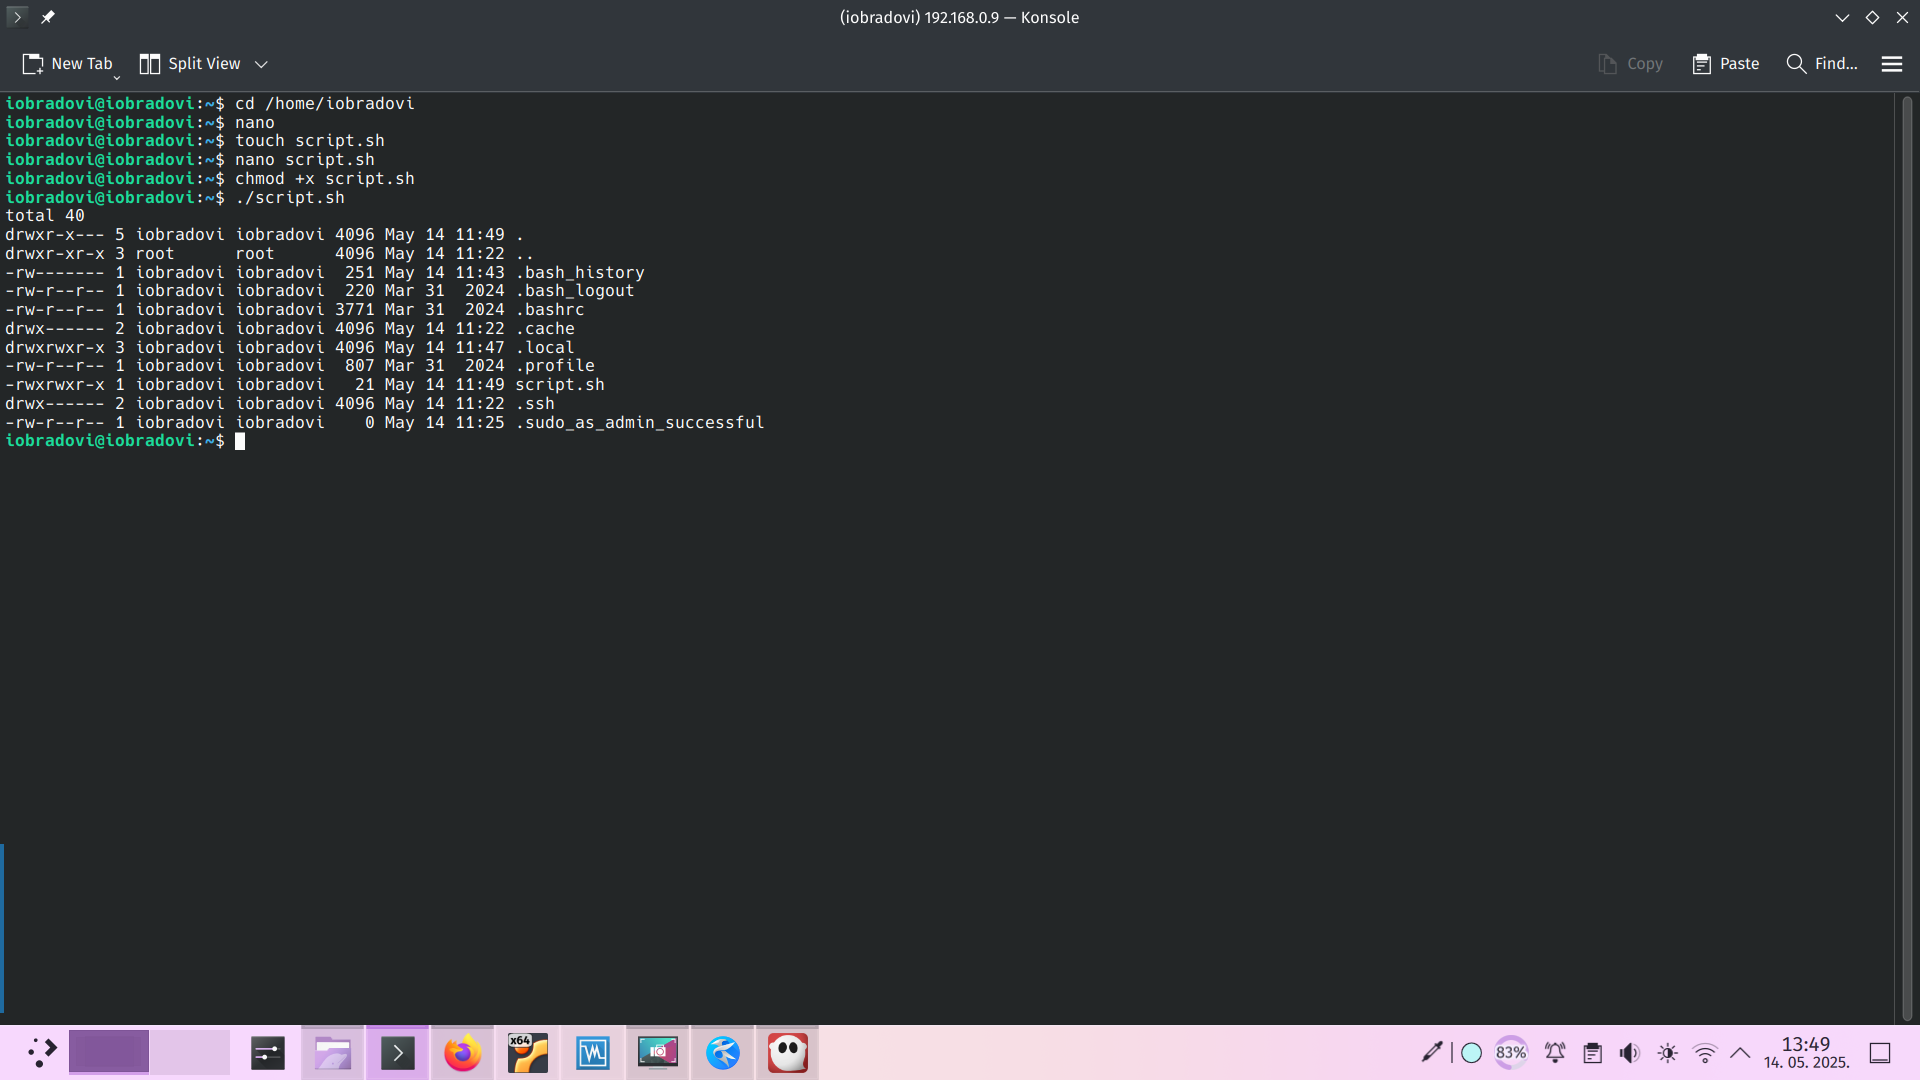 (iobradovi) 192.168.0.9 — Konsole
New Tab
Split View
Copy
Paste
Find...
iobradovi@iobradovi:~$ cd /home/iobradovi
iobradovi@iobradovi:~$ nano
iobradovi@iobradovi:~$ touch script.sh
iobradovi@iobradovi:~$ nano script.sh
iobradovi@iobradovi:~$ chmod +x script.sh
iobradovi@iobradovi:~$ ./script.sh
total 40
drwxr-x--- 5 iobradovi iobradovi 4096 May 14 11:49 .
drwxr-xr-x 3 root      root      4096 May 14 11:22 ..
-rw------- 1 iobradovi iobradovi  251 May 14 11:43 .bash_history
-rw-r--r-- 1 iobradovi iobradovi  220 Mar 31  2024 .bash_logout
-rw-r--r-- 1 iobradovi iobradovi 3771 Mar 31  2024 .bashrc
drwx------ 2 iobradovi iobradovi 4096 May 14 11:22 .cache
drwxrwxr-x 3 iobradovi iobradovi 4096 May 14 11:47 .local
-rw-r--r-- 1 iobradovi iobradovi  807 Mar 31  2024 .profile
-rwxrwxr-x 1 iobradovi iobradovi   21 May 14 11:49 script.sh
drwx------ 2 iobradovi iobradovi 4096 May 14 11:22 .ssh
-rw-r--r-- 1 iobradovi iobradovi    0 May 14 11:25 .sudo_as_admin_successful
iobradovi@iobradovi:~$
x64
83%
13:49
14. 05. 2025.